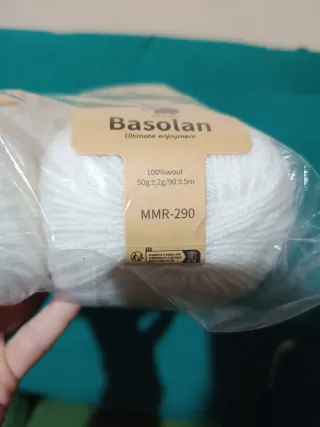 Basolan
Ultimate enjoyment
100%wool
50g±2g/90±5m
MMR-290